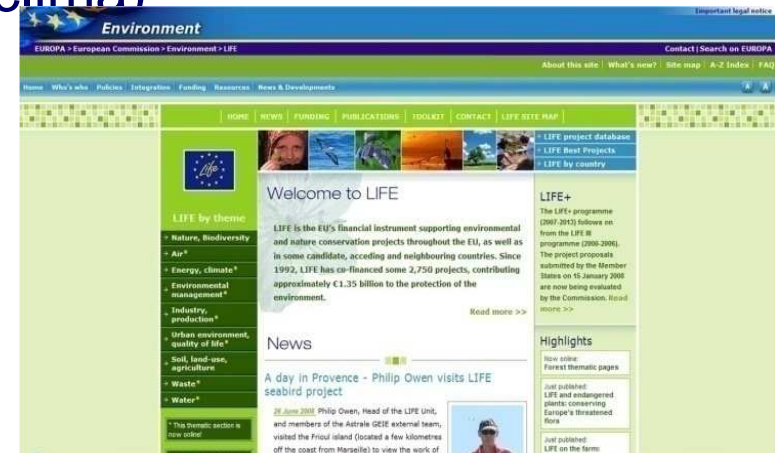 clima)
Important legal notice
Environment
EUROPA > European Commission > Environment > LIFE
Contact | Search on EUROPA
About this site | What's new? | Site map | A-Z Index | FAQ
Home Who's who Policies Integration Funding Resources News & Developments
A A
HOME | NEWS | FUNDING | PUBLICATIONS | TOOLKIT | CONTACT | LIFE SITE MAP
Life
LIFE project database
LIFE Best Projects
LIFE by country
LIFE by theme
Nature, Biodiversity
Air*
Energy, climate*
Environmental
management*
Industry,
production*
Urban environment,
quality of life*
Soil, land-use,
agriculture
Waste*
Water*
* This thematic section is
now online!
Welcome to LIFE
LIFE is the EU's financial instrument supporting environmental
and nature conservation projects throughout the EU, as well as
in some candidate, acceding and neighbouring countries. Since
1992, LIFE has co-financed some 2,750 projects, contributing
approximately €1.35 billion to the protection of the
environment.
Read more >>
News
A day in Provence - Philip Owen visits LIFE
seabird project
26 June 2008 Philip Owen, Head of the LIFE Unit,
and members of the Astrale GEIE external team,
visited the Frioul island (located a few kilometres
off the coast from Marseille) to view the work of
LIFE+
The LIFE+ programme
(2007-2013) follows on
from the LIFE III
programme (2000-2006).
The project proposals
submitted by the Member
States on 15 January 2008
are now being evaluated
by the Commission. Read
more >>
Highlights
Now online:
Forest thematic pages
Just published:
LIFE and endangered
plants: conserving
Europe's threatened
flora
Just published:
LIFE on the farm: